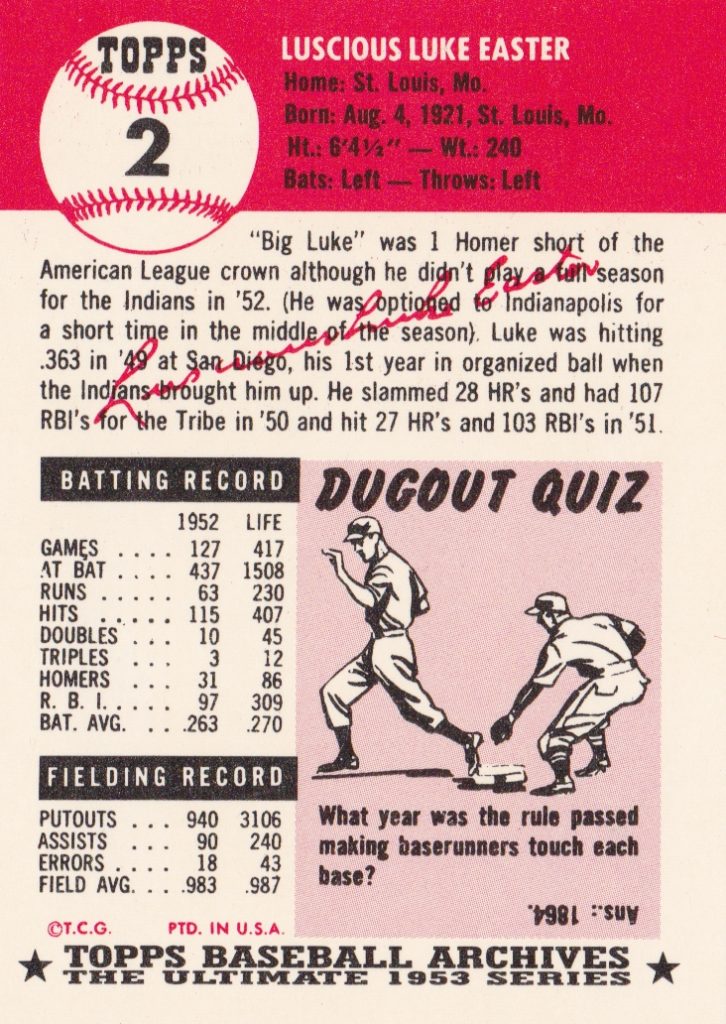 TOPPS
2
LUSCIOUS LUKE EASTER
Home: St. Louis, Mo.
Born: Aug. 4, 1921, St. Louis, Mo.
Ht.: 6'4½" — Wt.: 240
Bats: Left — Throws: Left
"Big Luke" was 1 Homer short of the
American League crown although he didn't play a full season
for the Indians in '52. (He was optioned to Indianapolis for
a short time in the middle of the season). Luke was hitting
.363 in '49 at San Diego, his 1st year in organized ball when
the Indians brought him up. He slammed 28 HR's and had 107
RBI's for the Tribe in '50 and hit 27 HR's and 103 RBI's in '51.
Luscious Luke Easter
BATTING RECORD
1952 LIFE
GAMES .... 127 417
AT BAT .... 437 1508
RUNS ..... 63 230
HITS ..... 115 407
DOUBLES ... 10 45
TRIPLES ... 3 12
HOMERS ... 31 86
R. B. I. .... 97 309
BAT. AVG. ... .263 .270
FIELDING RECORD
PUTOUTS ... 940 3106
ASSISTS ... 90 240
ERRORS .... 18 43
FIELD AVG. ... .983 .987
DUGOUT QUIZ
What year was the rule passed
making baserunners touch each
base?
Ans.: 1864.
©T.C.G. PTD. IN U.S.A.
★ TOPPS BASEBALL ARCHIVES ★
THE ULTIMATE 1953 SERIES